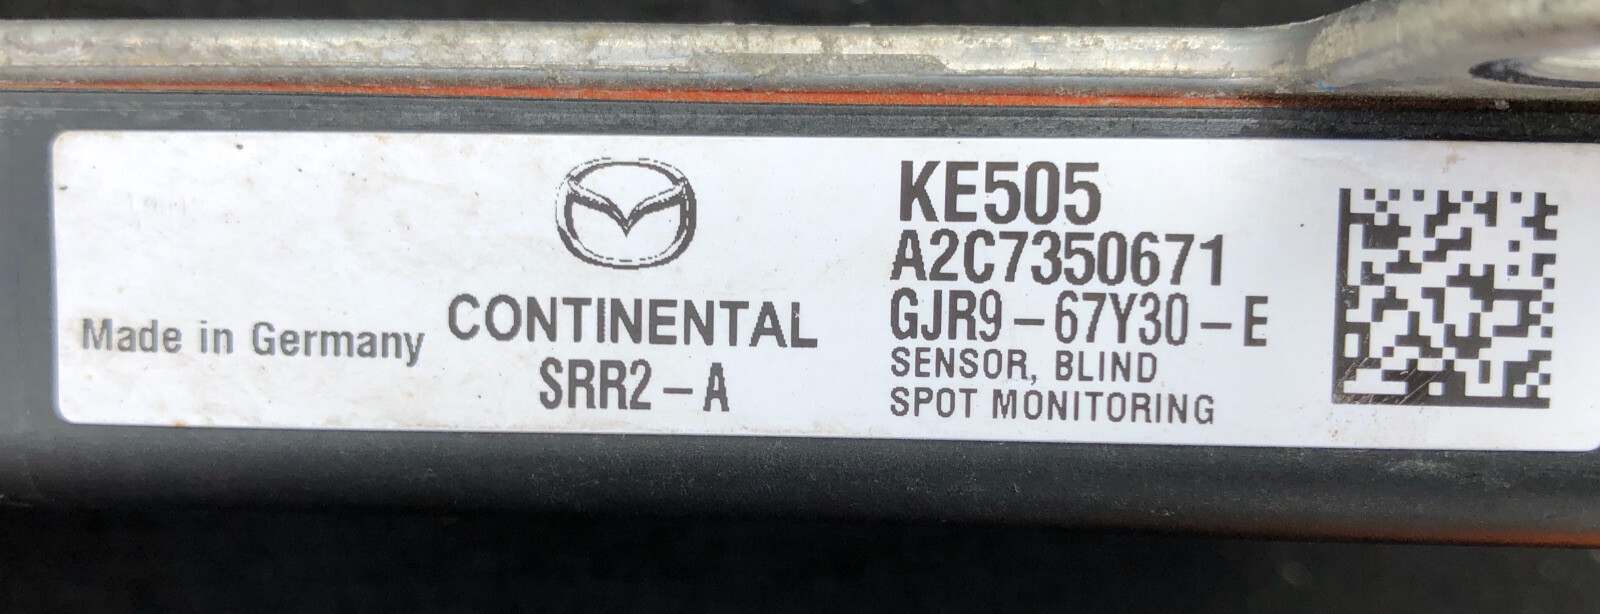 Made in Germany
CONTINENTAL
SRR2-A
KE505
A2C7350671
GJR9-67Y30-E
SENSOR, BLIND
SPOT MONITORING